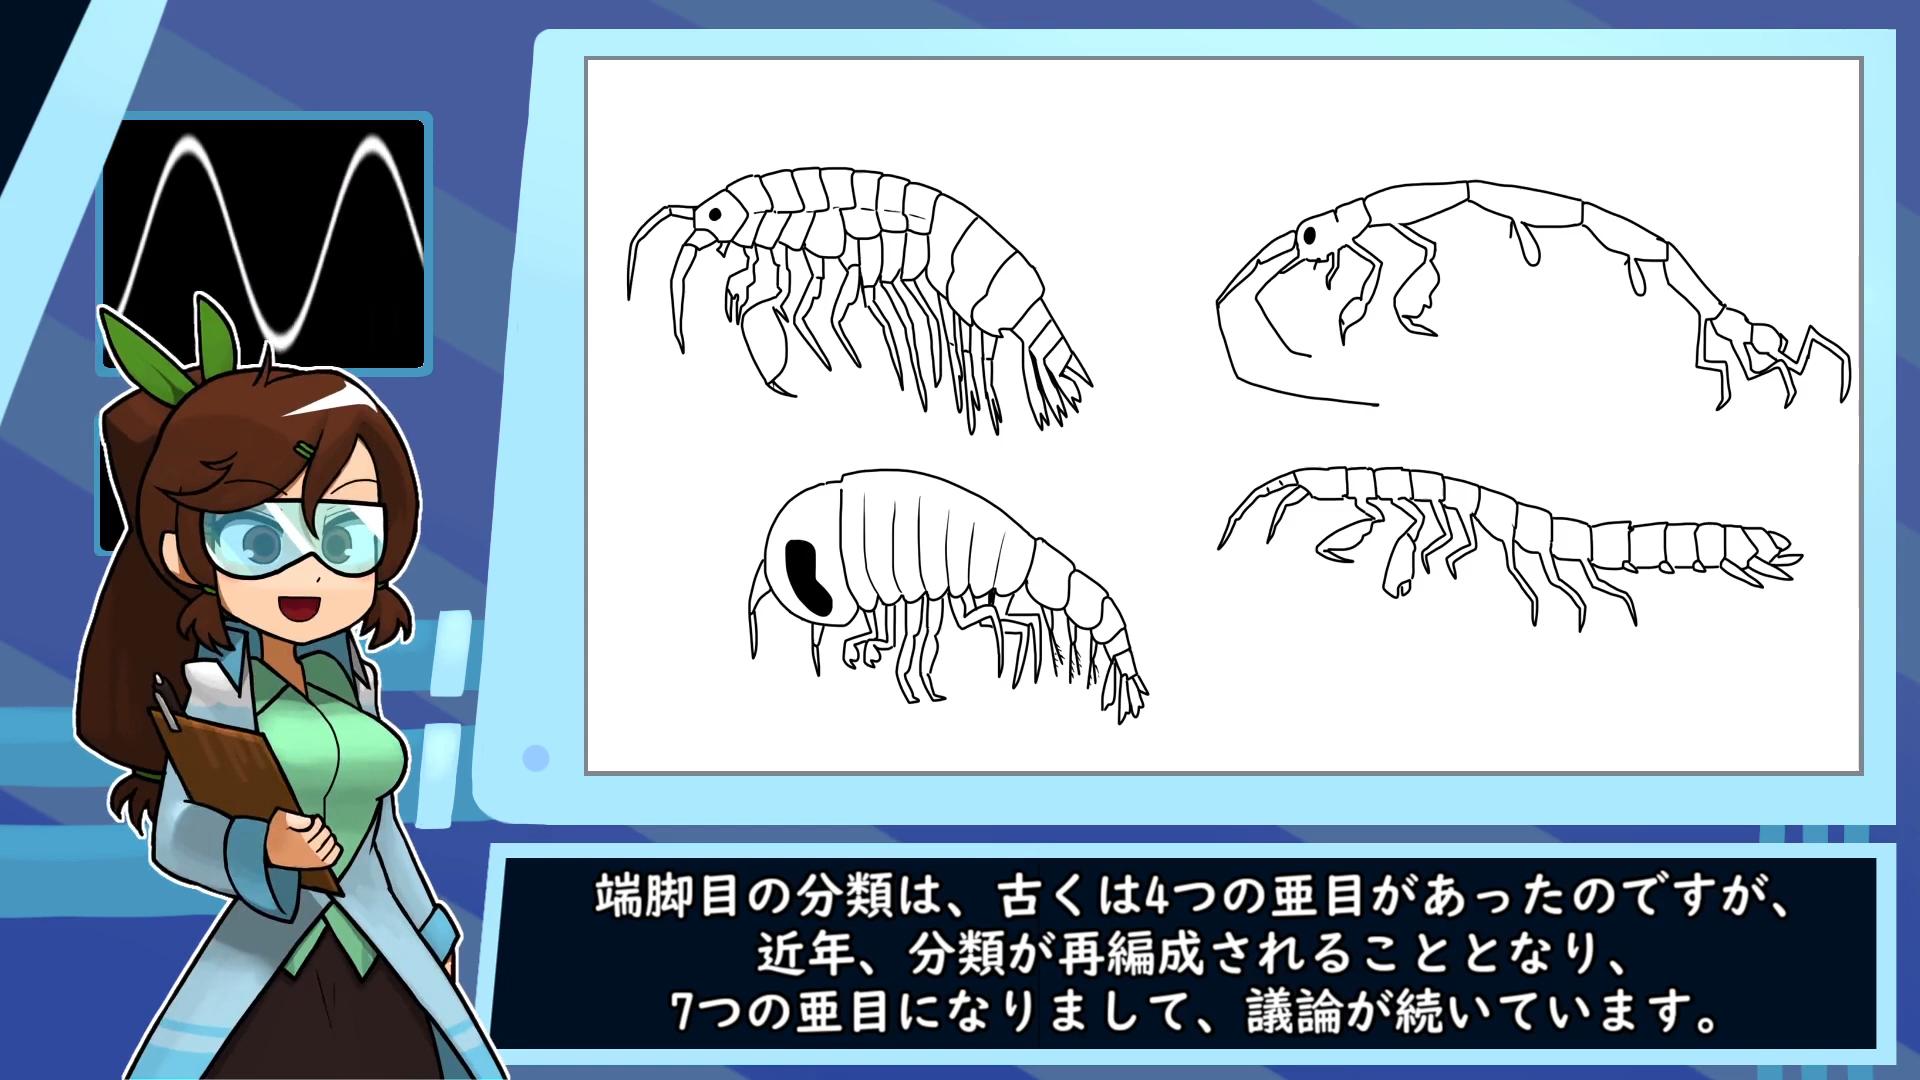 端脚目の分類は、古くは4つの亜目があったのですが、
近年、分類が再編成されることとなり、
7つの亜目になりまして、議論が続いています。